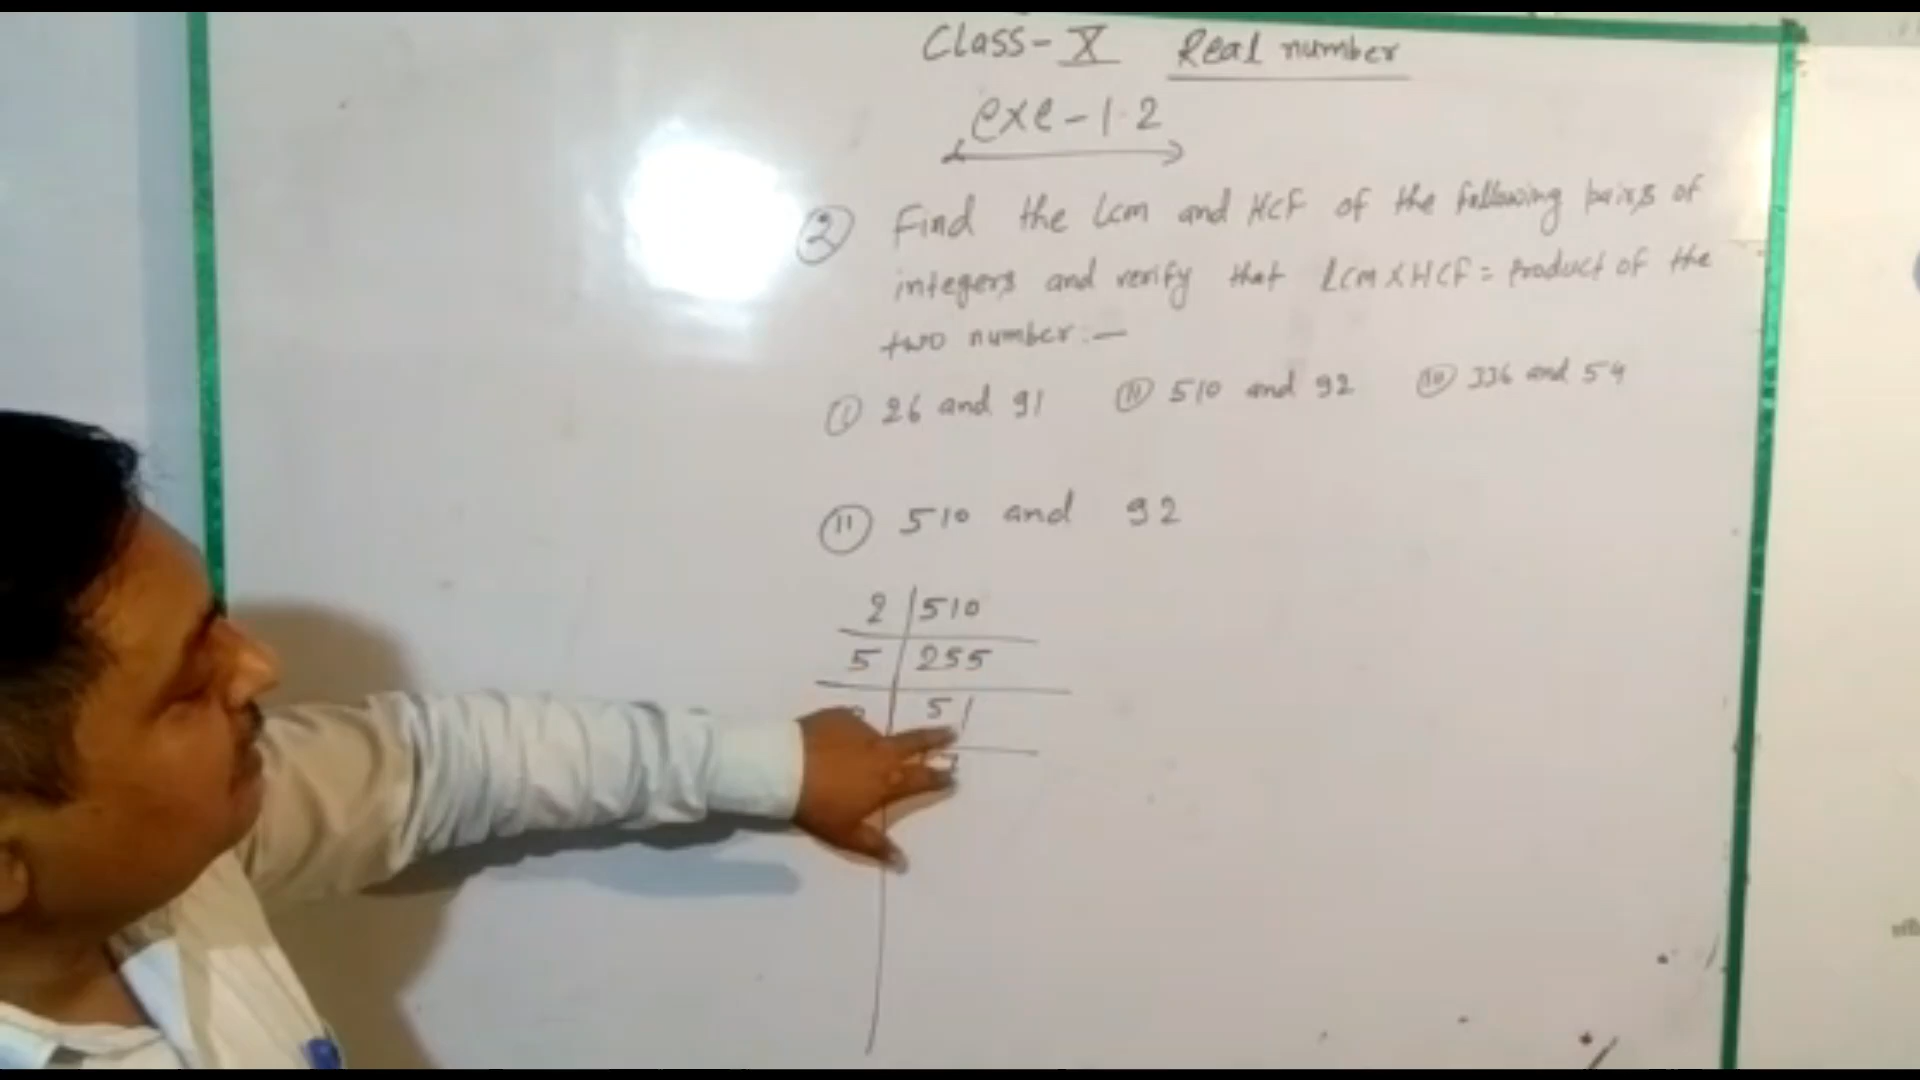 Class - X Real number
exe - 1.2
② Find the Lcm and HCF of the following pairs of
integers and verify that LCM X HCF = Product of the
two number :—
(i) 26 and 91 (ii) 510 and 92 (iii) 336 and 54
(ii) 510 and 92
2 | 510
5 | 255
51